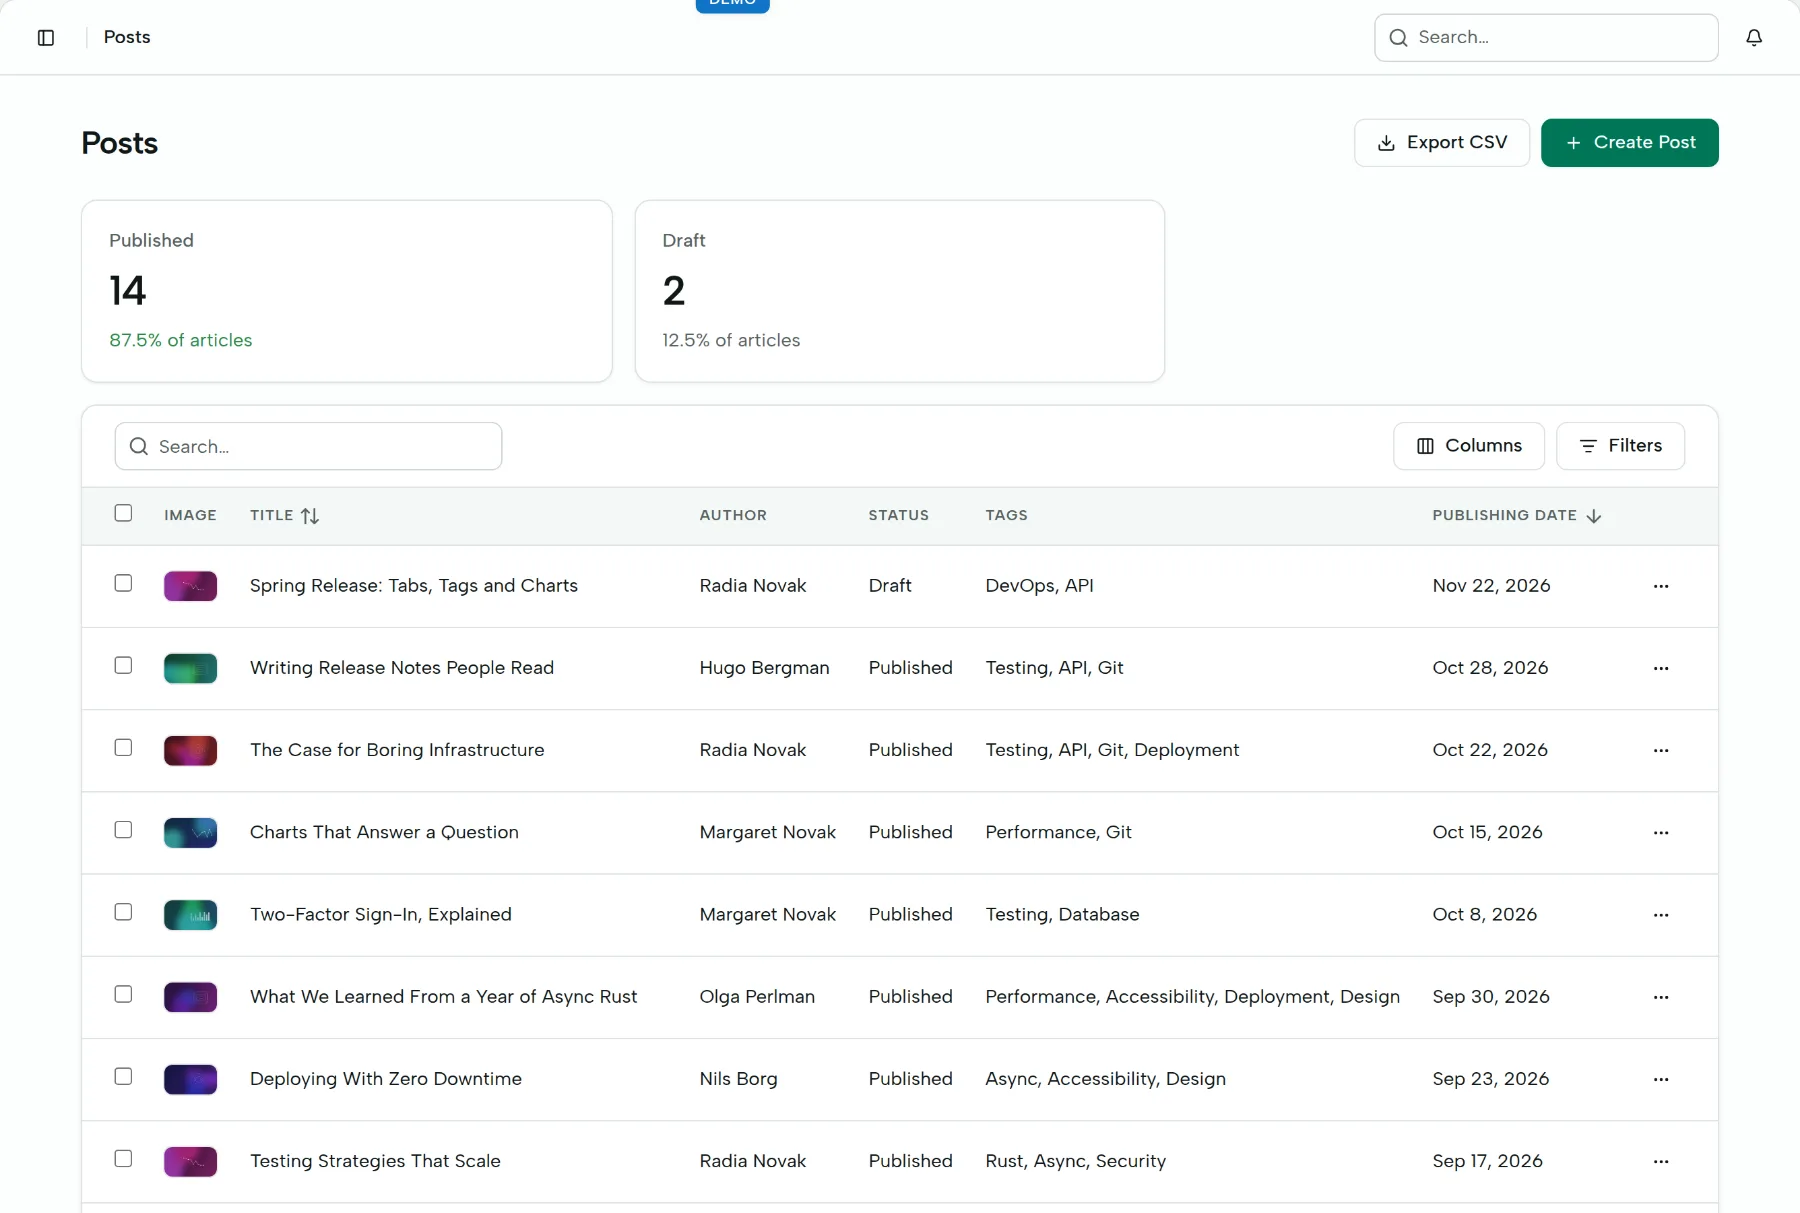 DEMO
Posts
Search...
Posts
Export CSV
Create Post
Published
14
87.5% of articles
Draft
2
12.5% of articles
Search...
Columns
Filters
IMAGE TITLE AUTHOR STATUS TAGS PUBLISHING DATE
Spring Release: Tabs, Tags and Charts Radia Novak Draft DevOps, API Nov 22, 2026
Writing Release Notes People Read Hugo Bergman Published Testing, API, Git Oct 28, 2026
The Case for Boring Infrastructure Radia Novak Published Testing, API, Git, Deployment Oct 22, 2026
Charts That Answer a Question Margaret Novak Published Performance, Git Oct 15, 2026
Two-Factor Sign-In, Explained Margaret Novak Published Testing, Database Oct 8, 2026
What We Learned From a Year of Async Rust Olga Perlman Published Performance, Accessibility, Deployment, Design Sep 30, 2026
Deploying With Zero Downtime Nils Borg Published Async, Accessibility, Design Sep 23, 2026
Testing Strategies That Scale Radia Novak Published Rust, Async, Security Sep 17, 2026